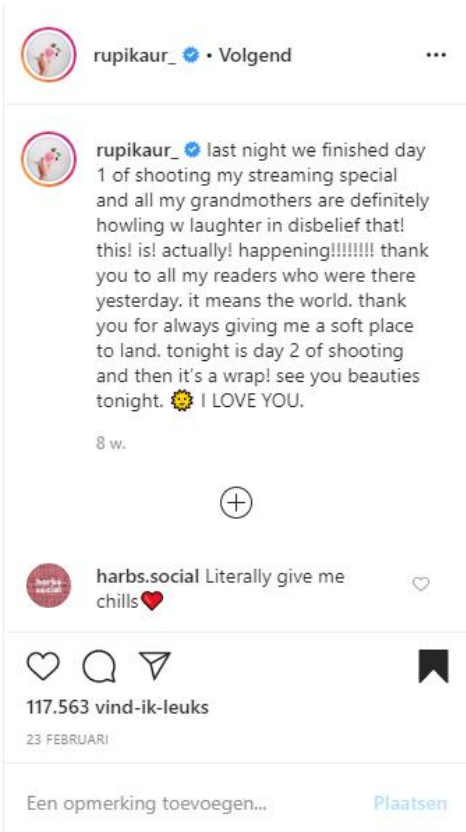 rupikaur_ • Volgend
rupikaur_ last night we finished day
1 of shooting my streaming special
and all my grandmothers are definitely
howling w laughter in disbelief that!
this! is! actually! happening!!!!!!!! thank
you to all my readers who were there
yesterday. it means the world. thank
you for always giving me a soft place
to land. tonight is day 2 of shooting
and then it's a wrap! see you beauties
tonight. 🌞 I LOVE YOU.
8 w.
harbs
social
harbs.social Literally give me
chills❤️
117.563 vind-ik-leuks
23 FEBRUARI
Een opmerking toevoegen...
Plaatsen